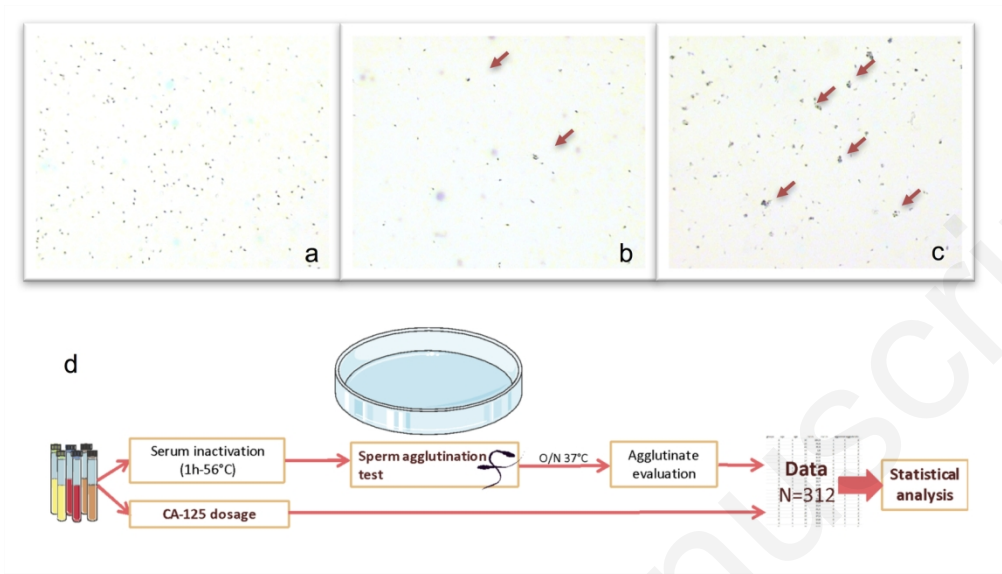 a
b
c
d
Serum inactivation
(1h-56°C)
Sperm agglutination
test
O/N 37°C
Agglutinate
evaluation
Data
N=312
Statistical
analysis
CA-125 dosage